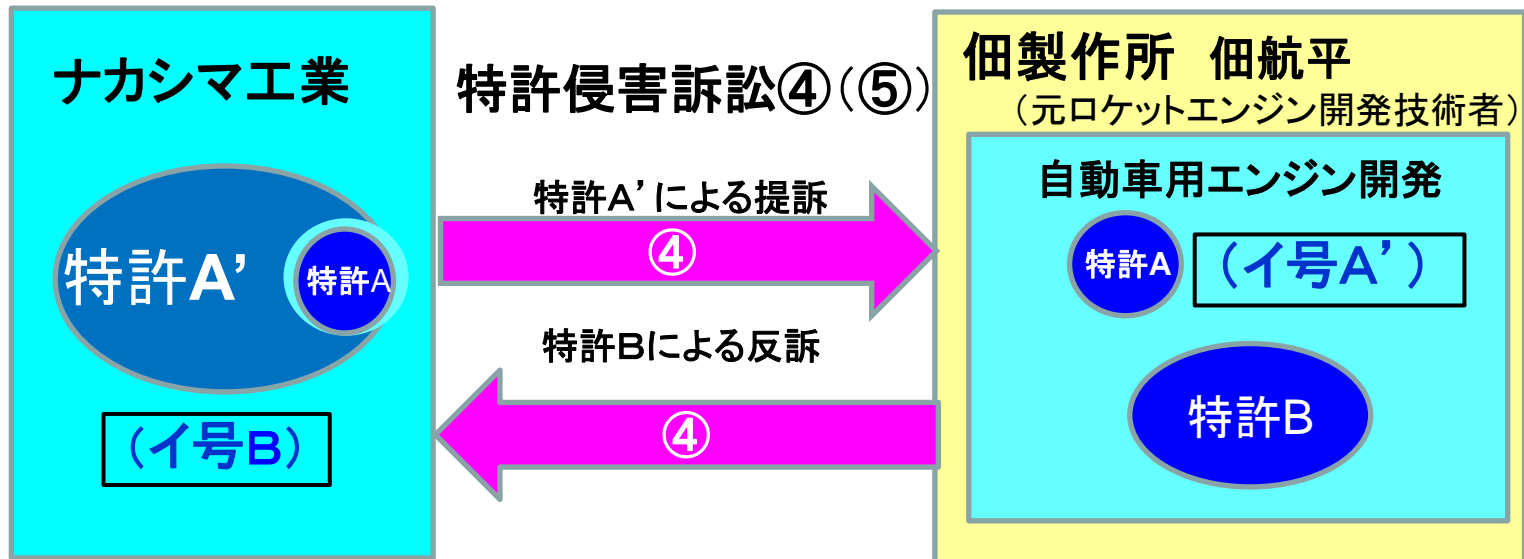 ナカシマ工業
特許A’
特許A
（イ号B）
特許侵害訴訟④（⑤）
特許A’による提訴
④
特許Bによる反訴
④
佃製作所 佃航平
（元ロケットエンジン開発技術者）
自動車用エンジン開発
特許A
（イ号A’）
特許B